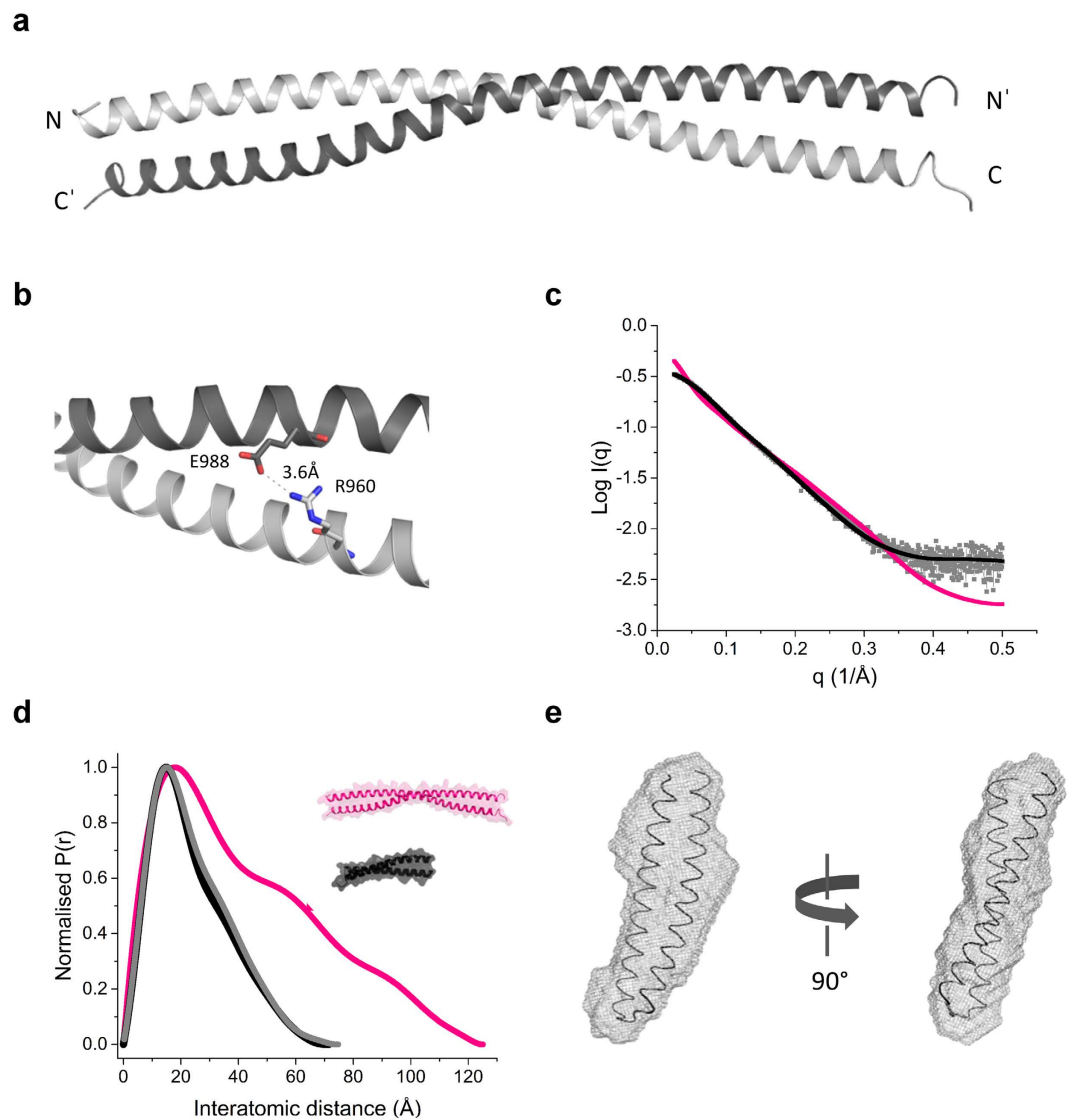 a
N
N'
C'
C
b
E988
3.6Å
R960
c
0.0
-0.5
-1.0
-1.5
-2.0
-2.5
-3.0
Log I(q)
0.0 0.1 0.2 0.3 0.4 0.5
q (1/Å)
d
1.0
0.8
0.6
0.4
0.2
0.0
Normalised P(r)
0 20 40 60 80 100 120
Interatomic distance (Å)
e
90°